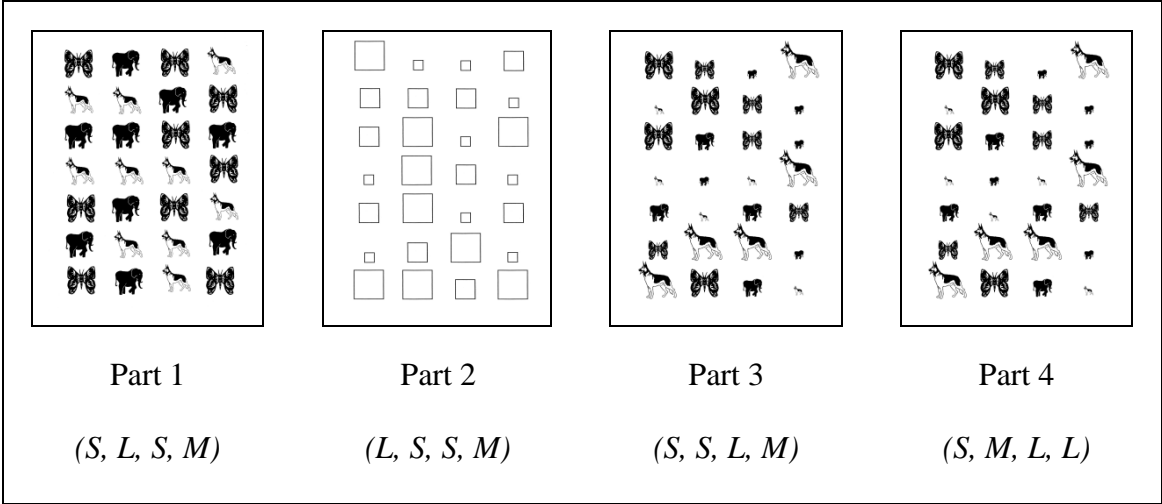 Part 1
Part 2
Part 3
Part 4
(S, L, S, M)
(L, S, S, M)
(S, S, L, M)
(S, M, L, L)